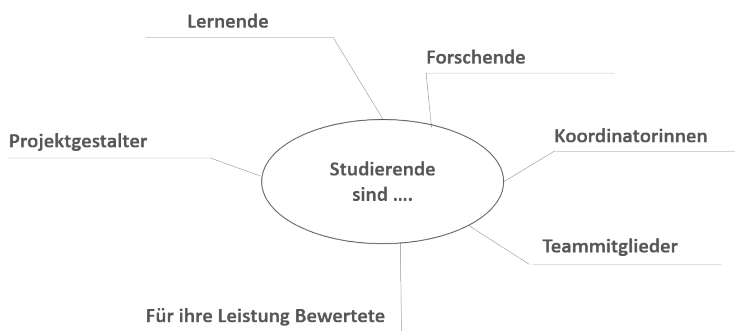 Lernende
Forschende
Projektgestalter
Koordinatorinnen
Studierende
sind ....
Teammitglieder
Für ihre Leistung Bewertete